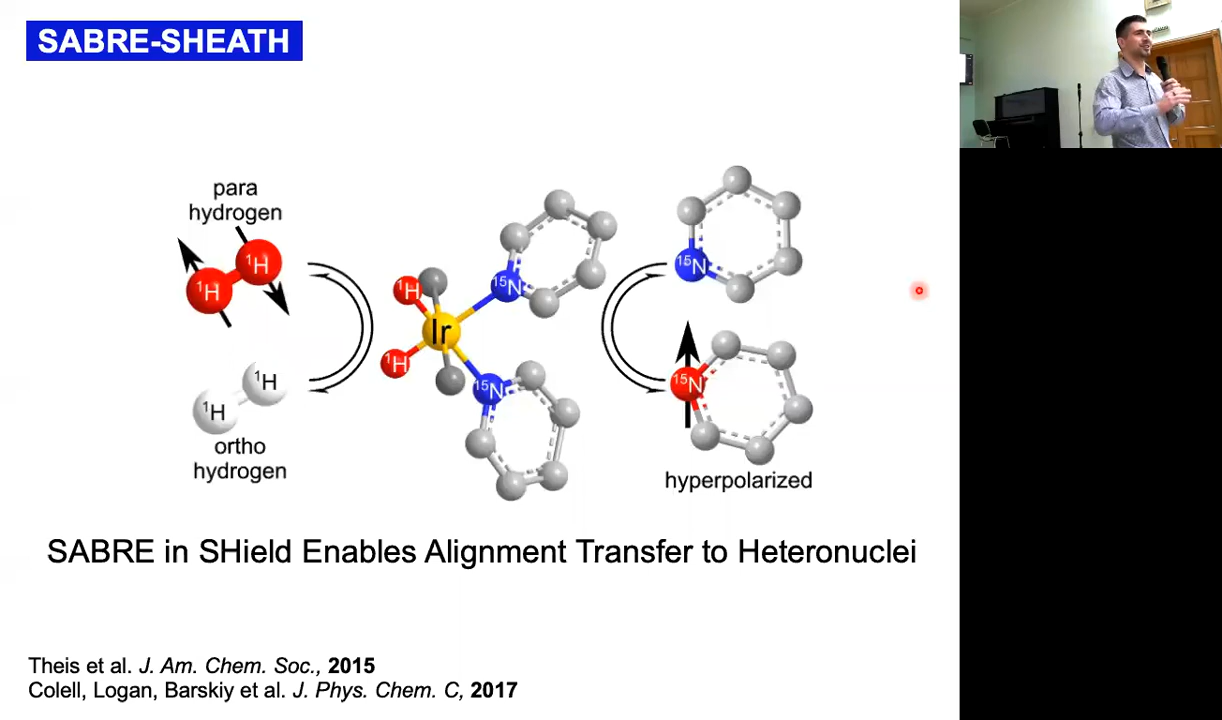 SABRE-SHEATH
para
hydrogen
¹H
¹H
¹H
¹H
ortho
hydrogen
¹H
¹H
Ir
¹⁵N
¹⁵N
¹⁵N
¹⁵N
hyperpolarized
SABRE in SHield Enables Alignment Transfer to Heteronuclei
Theis et al. J. Am. Chem. Soc., 2015
Colell, Logan, Barskiy et al. J. Phys. Chem. C, 2017